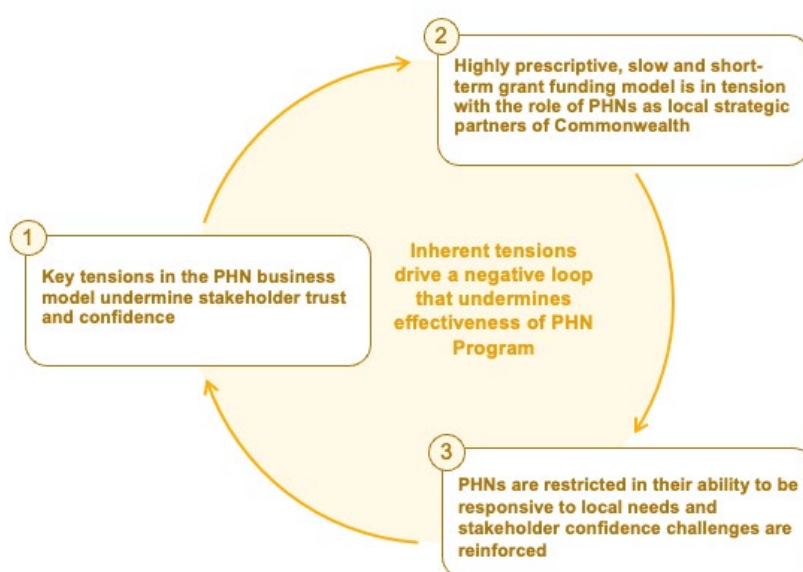 1
Key tensions in the PHN business
model undermine stakeholder trust
and confidence
2
Highly prescriptive, slow and short-
term grant funding model is in tension
with the role of PHNs as local strategic
partners of Commonwealth
3
PHNs are restricted in their ability to be
responsive to local needs and
stakeholder confidence challenges are
reinforced
Inherent tensions
drive a negative loop
that undermines
effectiveness of PHN
Program